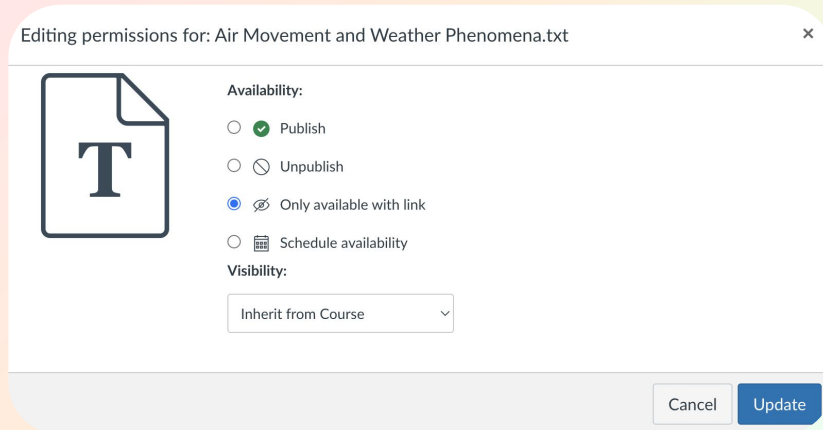 Editing permissions for: Air Movement and Weather Phenomena.txt
×
T
Availability:
Publish
Unpublish
Only available with link
Schedule availability
Visibility:
Inherit from Course
Cancel
Update